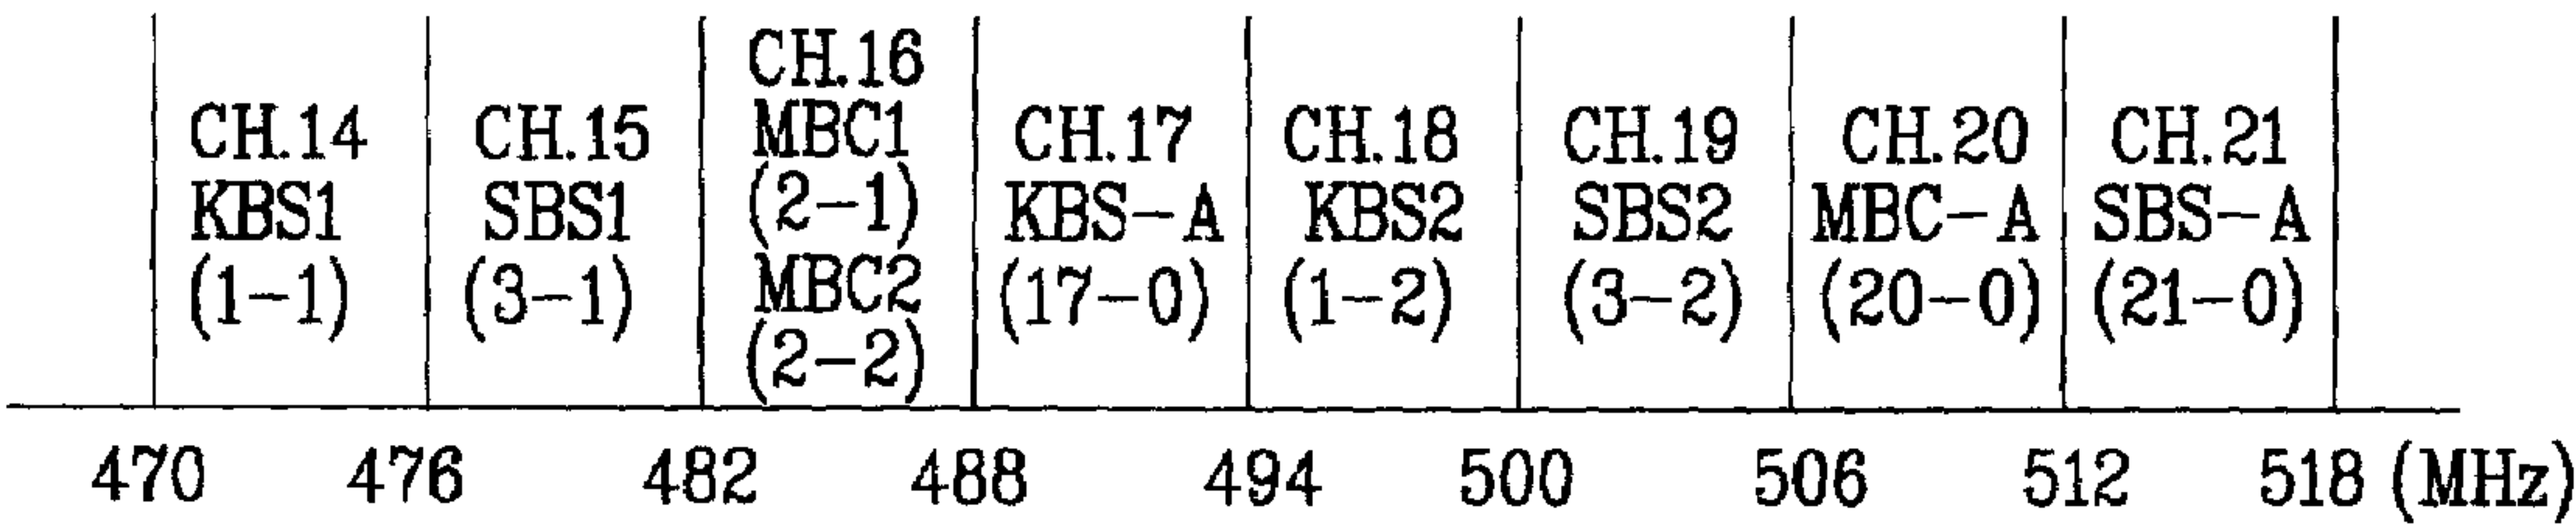 CH.14
KBS1
(1-1)
CH.15
SBS1
(3-1)
CH.16
MBC1
(2-1)
MBC2
(2-2)
CH.17
KBS-A
(17-0)
CH.18
KBS2
(1-2)
CH.19
SBS2
(3-2)
CH.20
MBC-A
(20-0)
CH.21
SBS-A
(21-0)
470 476 482 488 494 500 506 512 518 (MHz)